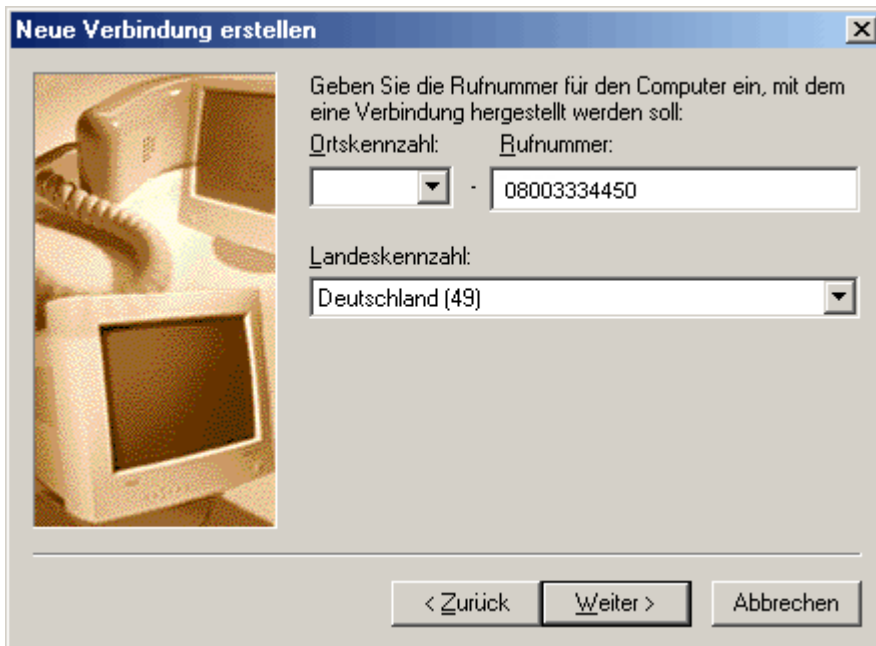 Neue Verbindung erstellen
Geben Sie die Rufnummer für den Computer ein, mit dem
eine Verbindung hergestellt werden soll:
Ortskennzahl: Rufnummer:
- 08003334450
Landeskennzahl:
Deutschland (49)
< Zurück Weiter > Abbrechen